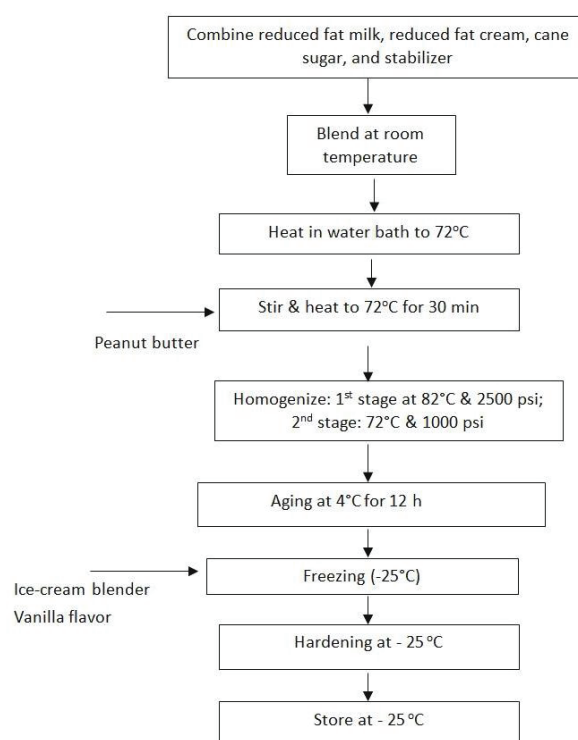 Combine reduced fat milk, reduced fat cream, cane
sugar, and stabilizer
Blend at room
temperature
Heat in water bath to 72°C
Stir & heat to 72°C for 30 min
Peanut butter
Homogenize: 1st stage at 82°C & 2500 psi;
2nd stage: 72°C & 1000 psi
Aging at 4°C for 12 h
Freezing (-25°C)
Ice-cream blender
Vanilla flavor
Hardening at - 25 °C
Store at - 25 °C